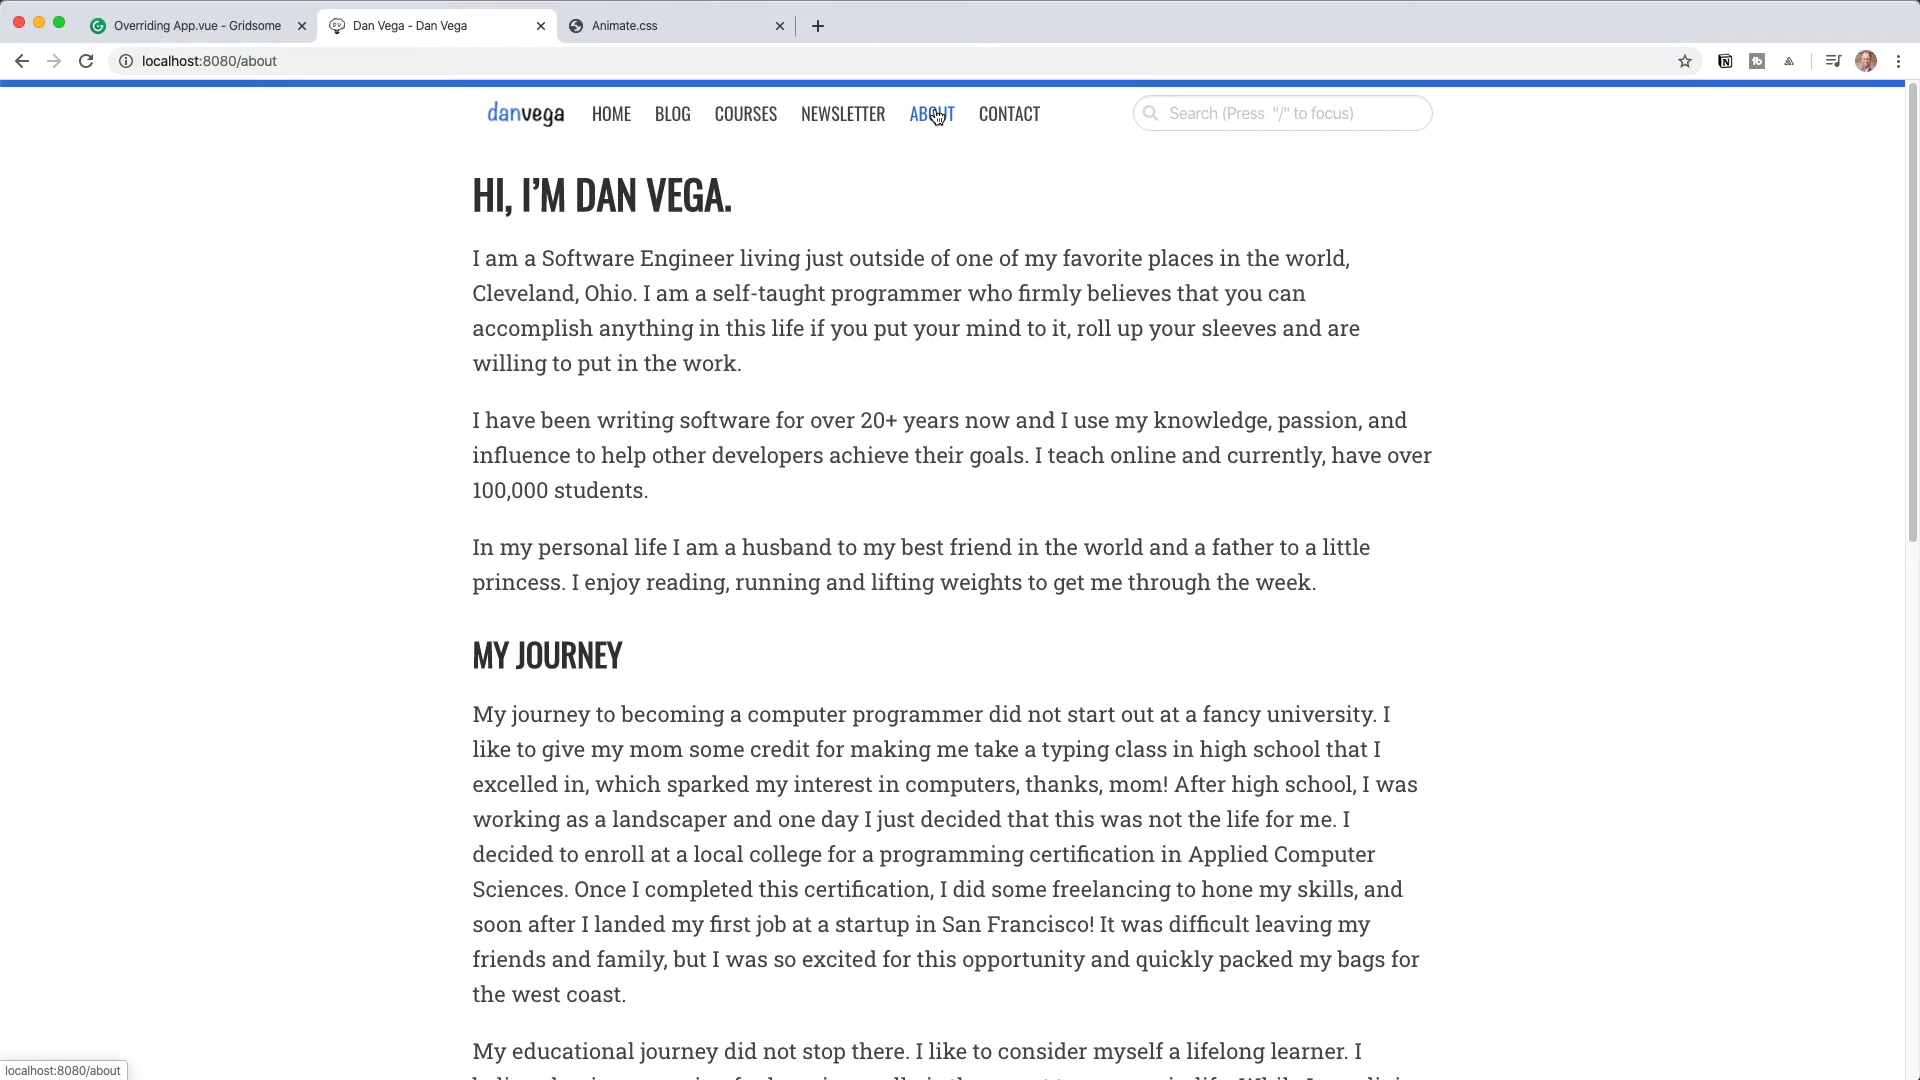 Overriding App.vue - Gridsome
Dan Vega - Dan Vega
Animate.css
localhost:8080/about
danvega HOME BLOG COURSES NEWSLETTER ABOUT CONTACT Search (Press "/" to focus)
HI, I'M DAN VEGA.
I am a Software Engineer living just outside of one of my favorite places in the world,
Cleveland, Ohio. I am a self-taught programmer who firmly believes that you can
accomplish anything in this life if you put your mind to it, roll up your sleeves and are
willing to put in the work.
I have been writing software for over 20+ years now and I use my knowledge, passion, and
influence to help other developers achieve their goals. I teach online and currently, have over
100,000 students.
In my personal life I am a husband to my best friend in the world and a father to a little
princess. I enjoy reading, running and lifting weights to get me through the week.
MY JOURNEY
My journey to becoming a computer programmer did not start out at a fancy university. I
like to give my mom some credit for making me take a typing class in high school that I
excelled in, which sparked my interest in computers, thanks, mom! After high school, I was
working as a landscaper and one day I just decided that this was not the life for me. I
decided to enroll at a local college for a programming certification in Applied Computer
Sciences. Once I completed this certification, I did some freelancing to hone my skills, and
soon after I landed my first job at a startup in San Francisco! It was difficult leaving my
friends and family, but I was so excited for this opportunity and quickly packed my bags for
the west coast.
My educational journey did not stop there. I like to consider myself a lifelong learner. I
localhost:8080/about